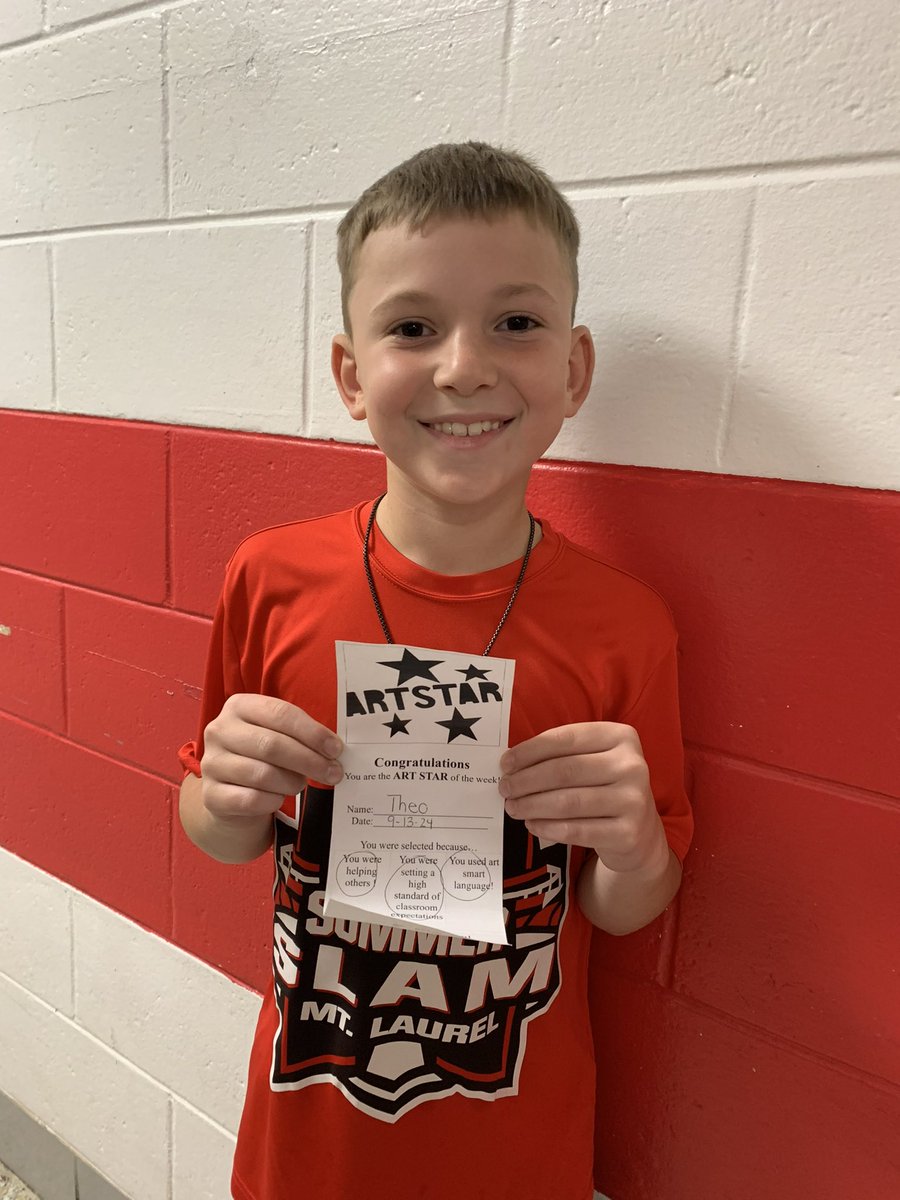 ARTSTAR
Congratulations
You are the ART STAR of the week!
Name: Theo
Date: 9-13-24
You were selected because...
You were helping others!
You were setting a high standard of classroom expectations
You used art smart language!
SUMMER
SLAM
MT. LAUREL